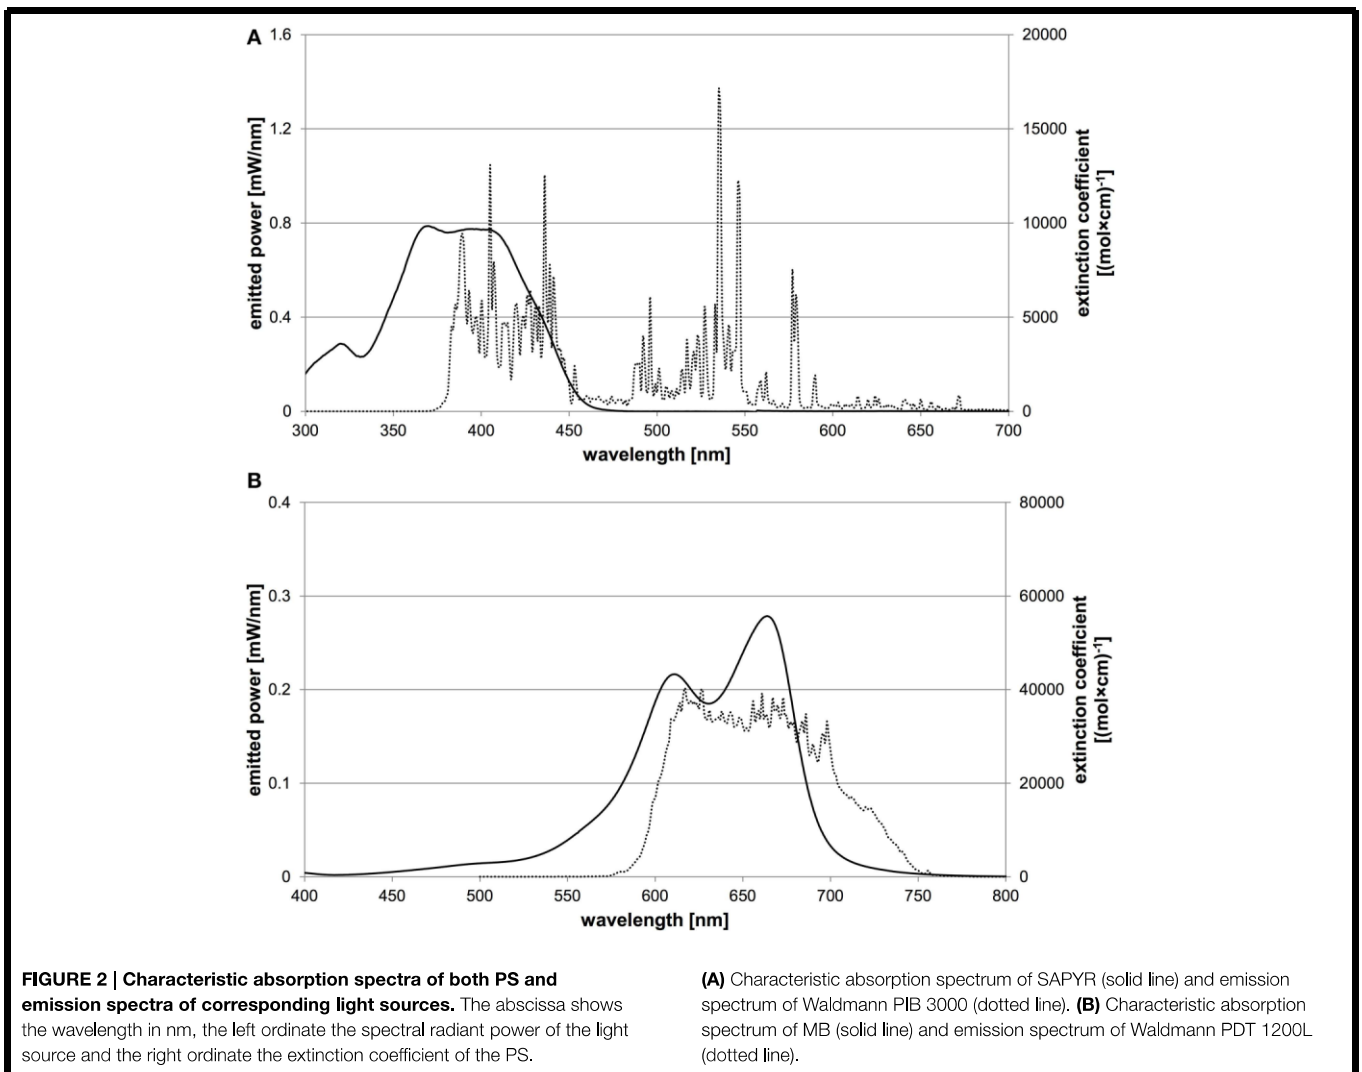 A
1.6
1.2
0.8
0.4
0
emitted power [mW/nm]
20000
15000
10000
5000
0
extinction coefficient
[(mol×cm)⁻¹]
300 350 400 450 500 550 600 650 700
wavelength [nm]
B
0.4
0.3
0.2
0.1
0
emitted power [mW/nm]
80000
60000
40000
20000
0
extinction coefficient
[(mol×cm)⁻¹]
400 450 500 550 600 650 700 750 800
wavelength [nm]
FIGURE 2 | Characteristic absorption spectra of both PS and
emission spectra of corresponding light sources. The abscissa shows
the wavelength in nm, the left ordinate the spectral radiant power of the light
source and the right ordinate the extinction coefficient of the PS.
(A) Characteristic absorption spectrum of SAPYR (solid line) and emission
spectrum of Waldmann PIB 3000 (dotted line). (B) Characteristic absorption
spectrum of MB (solid line) and emission spectrum of Waldmann PDT 1200L
(dotted line).